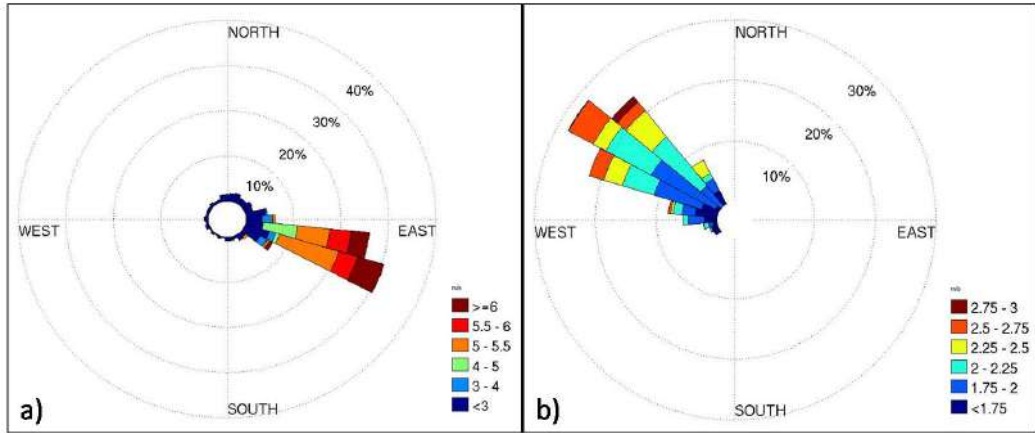 NORTH
40%
30%
20%
10%
WEST
EAST
SOUTH
m/s
>=6
5.5 - 6
5 - 5.5
4 - 5
3 - 4
<3
a)
NORTH
30%
20%
10%
WEST
EAST
SOUTH
m/s
2.75 - 3
2.5 - 2.75
2.25 - 2.5
2 - 2.25
1.75 - 2
<1.75
b)